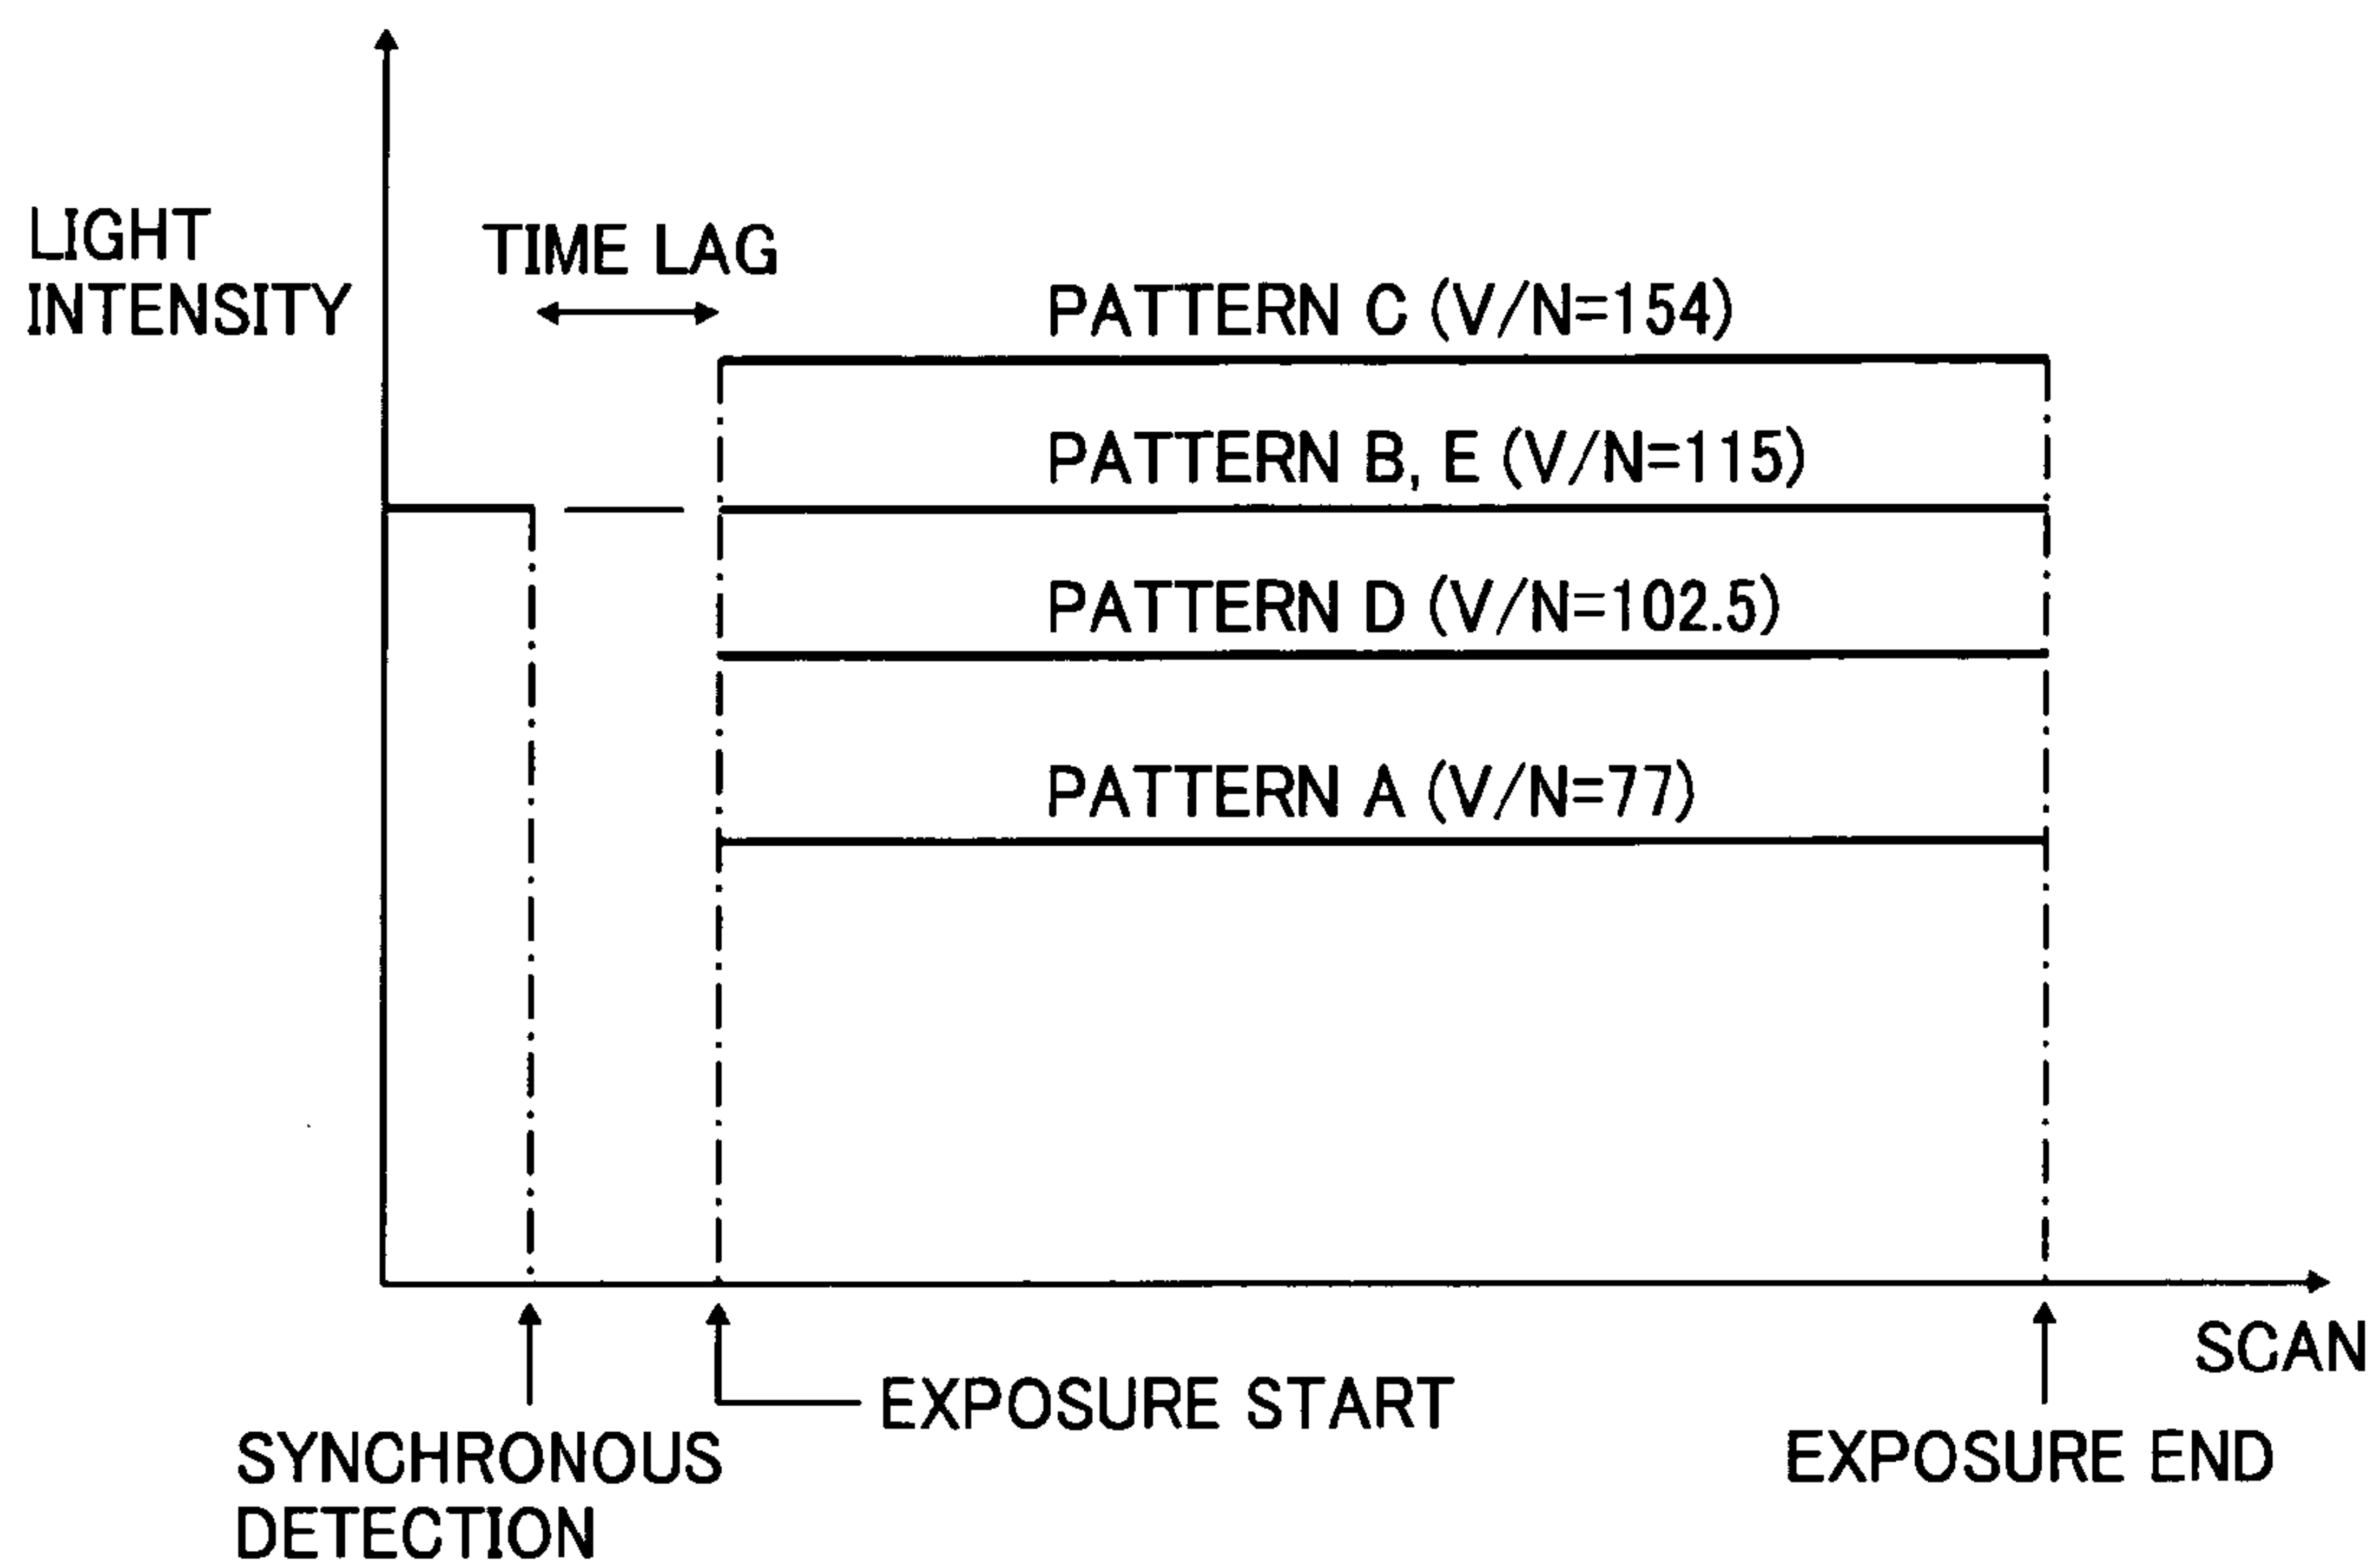 LIGHT
INTENSITY
TIME LAG
PATTERN C (V/N=154)
PATTERN B, E (V/N=115)
PATTERN D (V/N=102.5)
PATTERN A (V/N=77)
SCAN
EXPOSURE START
SYNCHRONOUS
DETECTION
EXPOSURE END